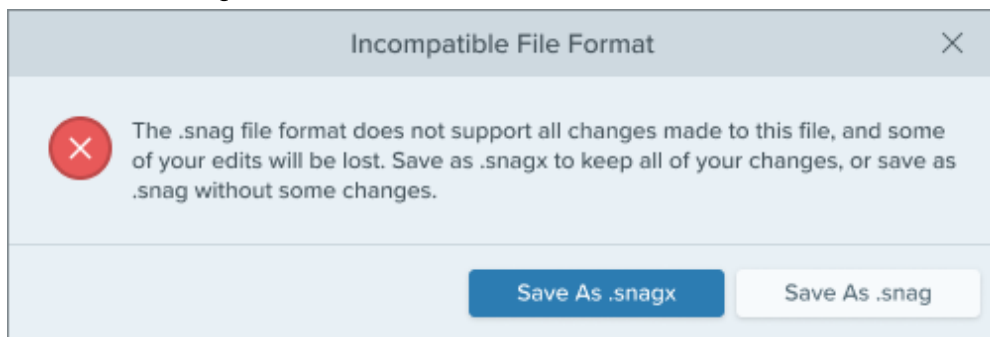 Incompatible File Format
The .snag file format does not support all changes made to this file, and some
of your edits will be lost. Save as .snagx to keep all of your changes, or save as
.snag without some changes.
Save As .snagx
Save As .snag